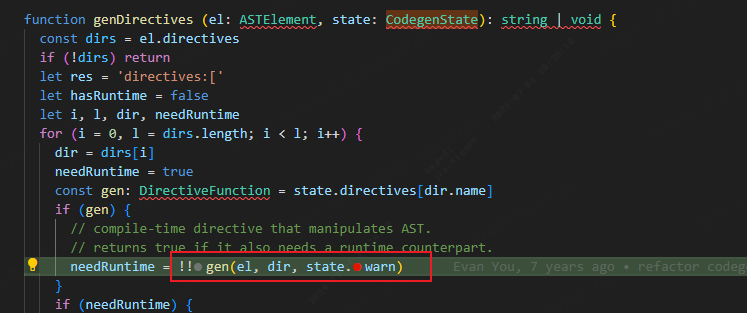 function genDirectives (el: ASTElement, state: CodegenState): string | void {
const dirs = el.directives
if (!dirs) return
let res = 'directives:['
let hasRuntime = false
let i, l, dir, needRuntime
for (i = 0, l = dirs.length; i < l; i++) {
dir = dirs[i]
needRuntime = true
const gen: DirectiveFunction = state.directives[dir.name]
if (gen) {
// compile-time directive that manipulates AST.
// returns true if it also needs a runtime counterpart.
needRuntime = !!gen(el, dir, state.warn) Evan You, 7 years ago • refactor codeg
}
if (needRuntime) {